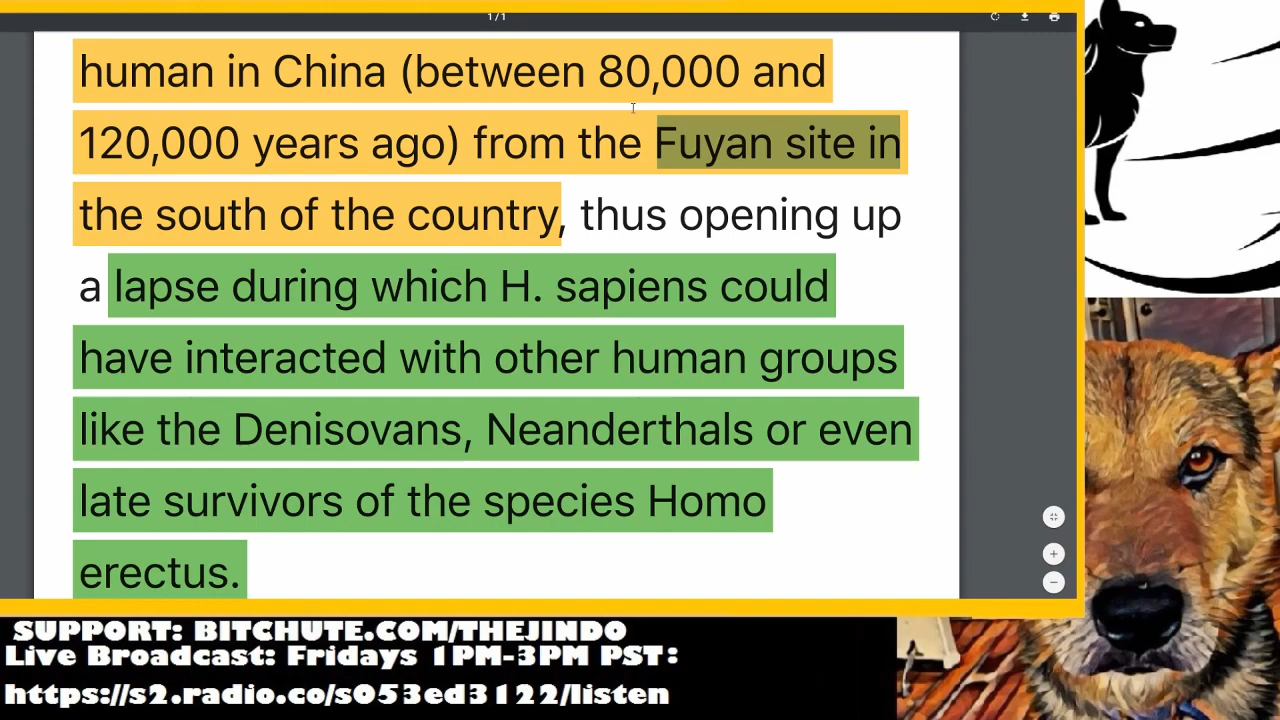 1/1
human in China (between 80,000 and
120,000 years ago) from the Fuyan site in
the south of the country, thus opening up
a lapse during which H. sapiens could
have interacted with other human groups
like the Denisovans, Neanderthals or even
late survivors of the species Homo
erectus.
SUPPORT: BITCHUTE.COM/THEJINDO
Live Broadcast: Fridays 1PM-3PM PST:
https://s2.radio.co/s053ed3122/listen